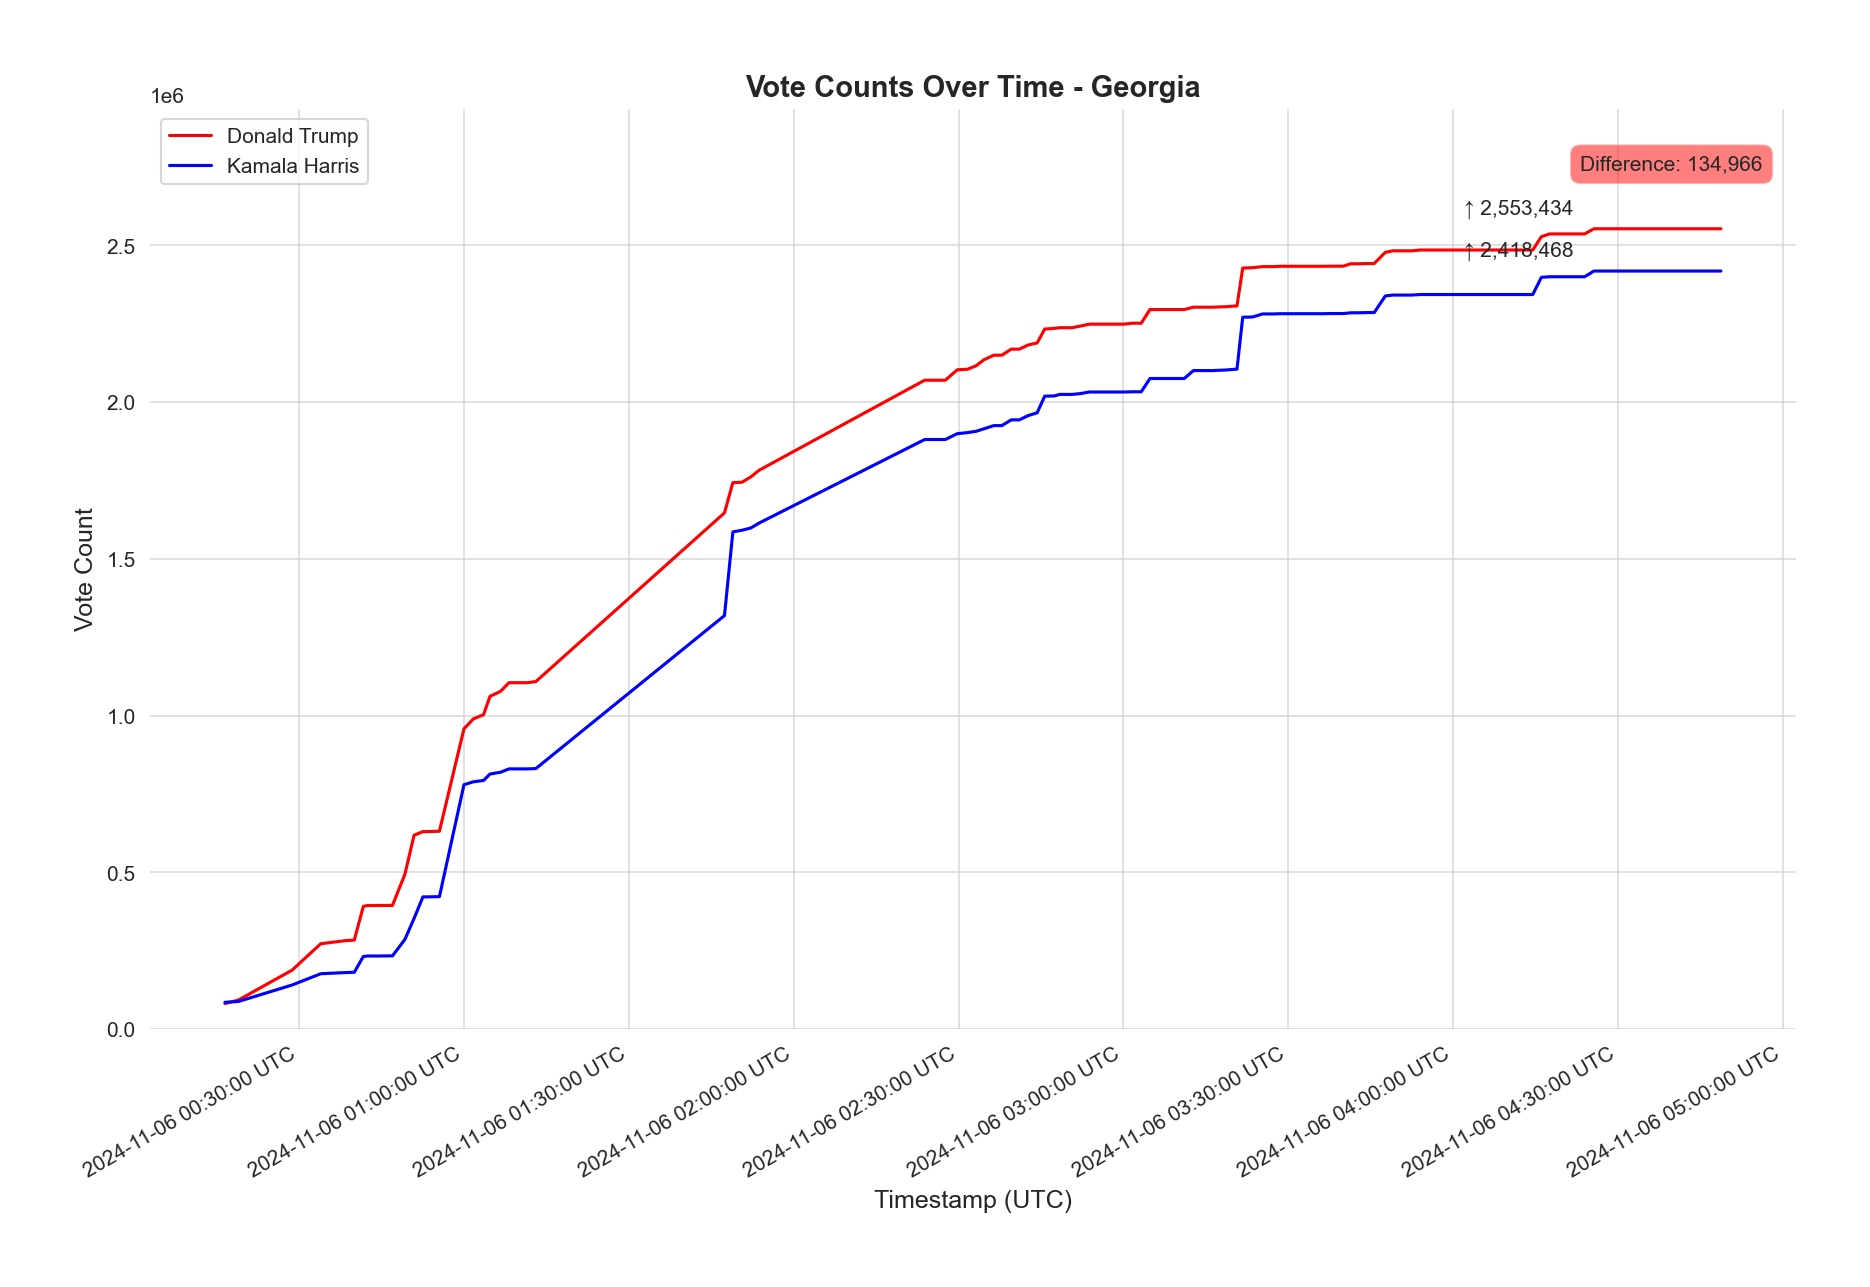 Vote Counts Over Time - Georgia
1e6
Donald Trump
Kamala Harris
Difference: 134,966
↑ 2,553,434
↑ 2,418,468
2.5
2.0
1.5
1.0
0.5
0.0
Vote Count
2024-11-06 00:30:00 UTC
2024-11-06 01:00:00 UTC
2024-11-06 01:30:00 UTC
2024-11-06 02:00:00 UTC
2024-11-06 02:30:00 UTC
2024-11-06 03:00:00 UTC
2024-11-06 03:30:00 UTC
2024-11-06 04:00:00 UTC
2024-11-06 04:30:00 UTC
2024-11-06 05:00:00 UTC
Timestamp (UTC)